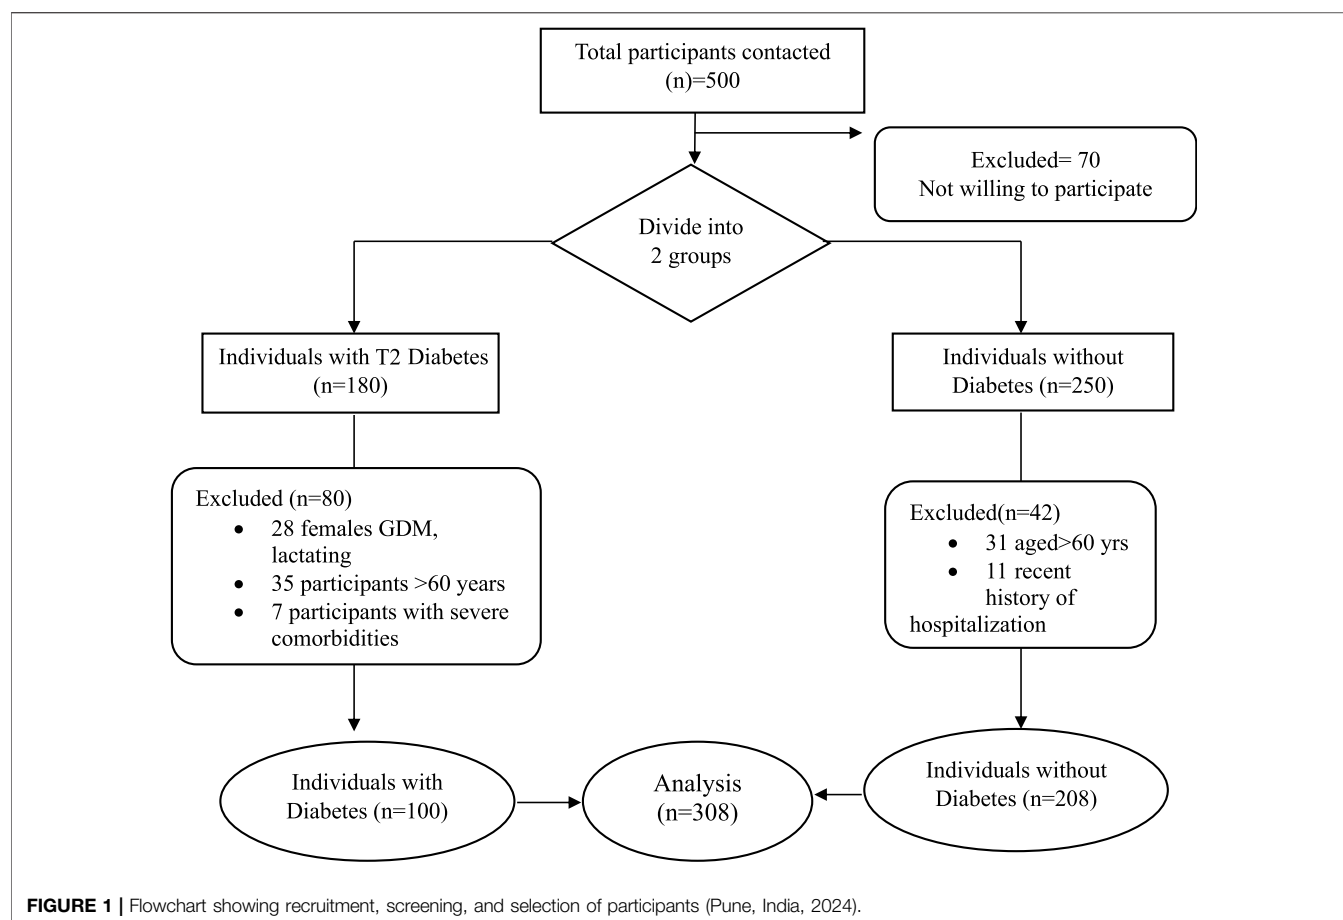 Total participants contacted
(n)=500
Excluded= 70
Not willing to participate
Divide into
2 groups
Individuals with T2 Diabetes
(n=180)
Individuals without
Diabetes (n=250)
Excluded (n=80)
• 28 females GDM,
lactating
• 35 participants >60 years
• 7 participants with severe
comorbidities
Excluded(n=42)
• 31 aged>60 yrs
• 11 recent
history of
hospitalization
Individuals with
Diabetes (n=100)
Analysis
(n=308)
Individuals without
Diabetes (n=208)
FIGURE 1 | Flowchart showing recruitment, screening, and selection of participants (Pune, India, 2024).